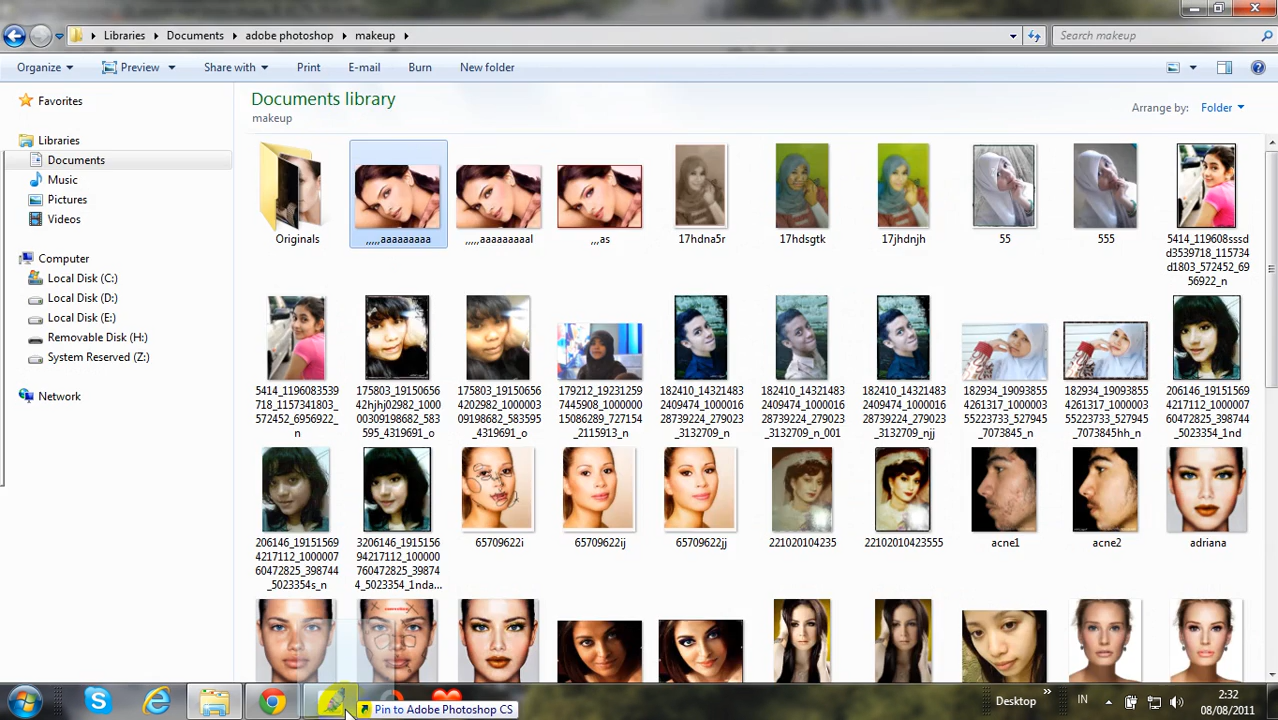 Libraries Documents adobe photoshop makeup
Search makeup
Organize Preview Share with Print E-mail Burn New folder
Favorites
Libraries
Documents
Music
Pictures
Videos
Computer
Local Disk (C:)
Local Disk (D:)
Local Disk (E:)
Removable Disk (H:)
System Reserved (Z:)
Network
Documents library
makeup
Arrange by: Folder
Originals
,,,,,aaaaaaaaa
,,,,,aaaaaaaaal
,,,as
17hdna5r
17hdsgtk
17jhdnjh
55
555
5414_119608sssd
d3539718_115734
d1803_572452_69
56922_n
5414_1196083539
718_1157341803_
572452_6956922_
n
175803_19150656
42hjhj02982_1000
00309198682_583
595_4319691_o
175803_19150656
4202982_1000003
09198682_583595
_4319691_o
179212_19231259
7445908_1000001
15086289_727154
_2115913_n
182410_14321483
2409474_1000016
28739224_279023
_3132709_n
182410_14321483
2409474_1000016
28739224_279023
_3132709_n_001
182410_14321483
2409474_1000016
28739224_279023
_3132709_njj
182934_19093855
4261317_1000003
55223733_527945
_7073845_n
182934_19093855
4261317_1000003
55223733_527945
_7073845hh_n
206146_19151569
4217112_1000007
60472825_398744
_5023354_1nd
206146_19151569
4217112_1000007
60472825_398744
_5023354s_n
3206146_191515
694217112_10000
760472825_39874
4_5023354_1nda...
65709622i
65709622ij
65709622jj
221020104235
22102010423555
acne1
acne2
adriana
Pin to Adobe Photoshop CS
Desktop
IN
2:32
08/08/2011